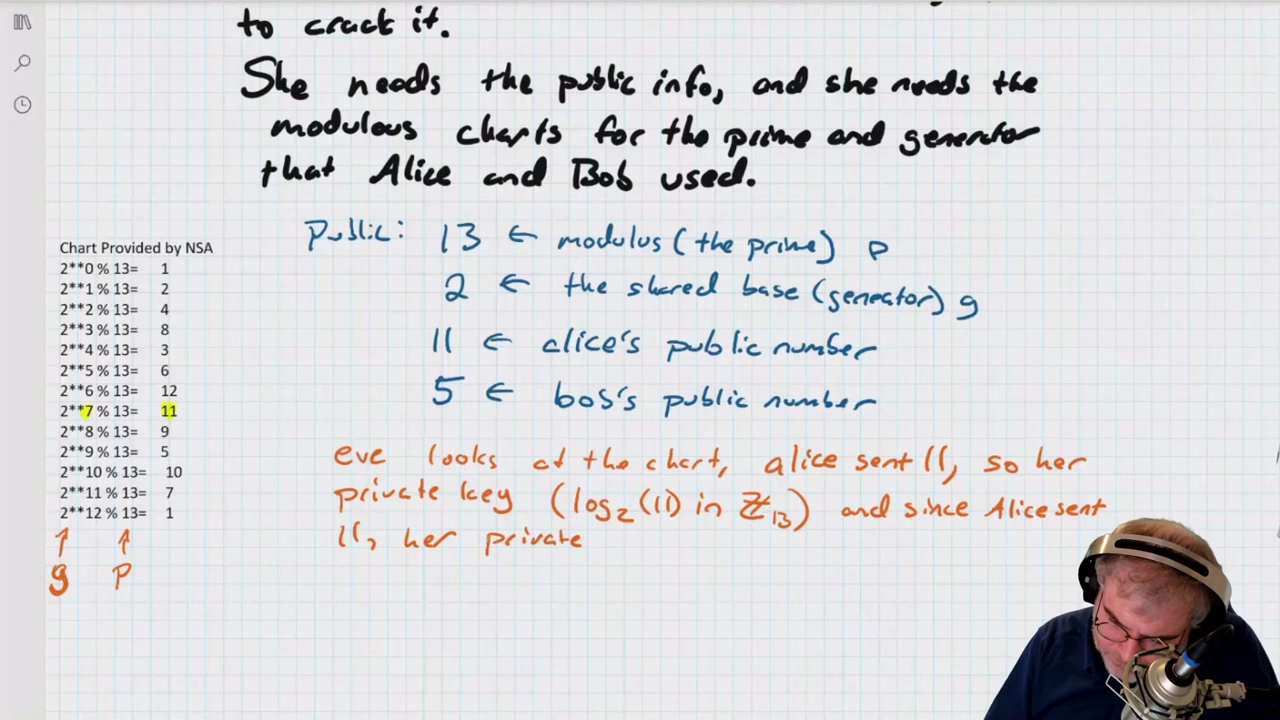 to crack it.
She needs the public info, and she needs the
modulous charts for the prime and generator
that Alice and Bob used.
Public: 13 ← modulus (the prime) p
2 ← the shared base (generator) g
11 ← alice's public number
5 ← bob's public number
Chart Provided by NSA
2**0 % 13= 1
2**1 % 13= 2
2**2 % 13= 4
2**3 % 13= 8
2**4 % 13= 3
2**5 % 13= 6
2**6 % 13= 12
2**7 % 13= 11
2**8 % 13= 9
2**9 % 13= 5
2**10 % 13= 10
2**11 % 13= 7
2**12 % 13= 1
g p
eve looks at the chart, alice sent 11, so her
private key (log₂(11) in ℤ₁₃) and since Alice sent
11, her private